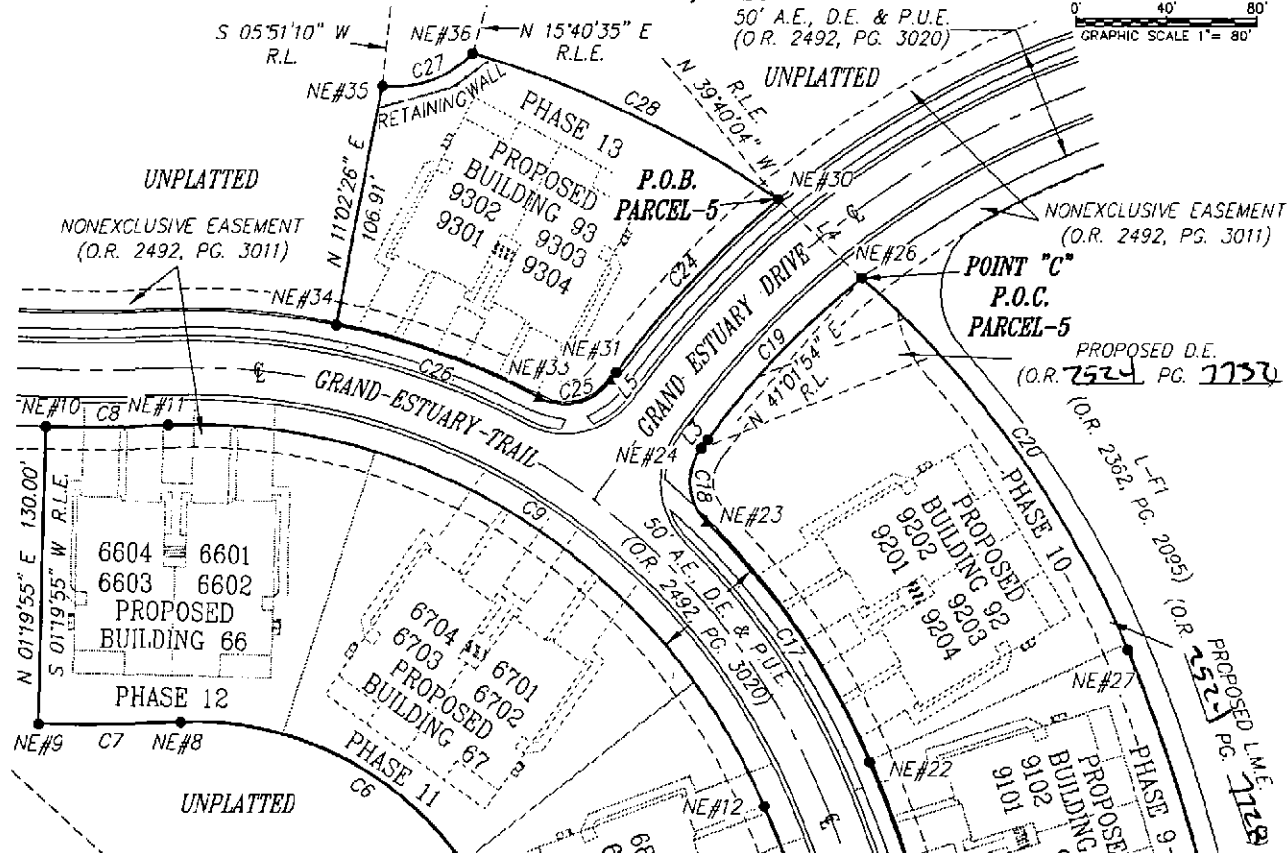 50' A.E., D.E. & P.U.E.
(O.R. 2492, PG. 3020)
0' 40' 80'
GRAPHIC SCALE 1"= 80'
S 05°51'10" W
R.L.
NE#36
N 15°40'35" E
R.L.E.
UNPLATTED
C27
NE#35
RETAINING WALL
PHASE 13
C28
N 39°40'04" W
R.L.E.
UNPLATTED
PROPOSED
BUILDING 93
9302
9301
9303
9304
P.O.B.
PARCEL-5
NE#30
NONEXCLUSIVE EASEMENT
(O.R. 2492, PG. 3011)
NONEXCLUSIVE EASEMENT
(O.R. 2492, PG. 3011)
N 11°02'26" E
106.91'
C24
L4
NE#26
POINT "C"
P.O.C.
PARCEL-5
NE#34
NE#31
NE#33
C26
C25
L5
GRAND ESTUARY DRIVE
C19
N 41°01'54" E
R.L.
PROPOSED D.E.
(O.R. 7524 PG. 7732
GRAND-ESTUARY-TRAIL
NE#10
C8
NE#11
L3
NE#24
C18
NE#23
C20
L-F1
(O.R. 2362, PG. 2095)
N 01°19'55" E 130.00'
S 01°19'55" W R.L.E.
C9
50' A.E., D.E. &
P.U.E.
(O.R. 2492, PG. 3020)
PHASE 10
PROPOSED
BUILDING 92
9202
9201
9203
9204
6604 6601
6603 6602
PROPOSED
BUILDING 66
PHASE 12
6704
6703
6701
6702
PROPOSED
BUILDING 67
C17
NE#27
PROPOSED L.M.E.
(O.R. 2524 PG. 7728)
NE#9
C7
NE#8
PHASE 11
C6
UNPLATTED
NE#12
NE#22
PROPOSED
BUILDING
9102
9101
PHASE 9